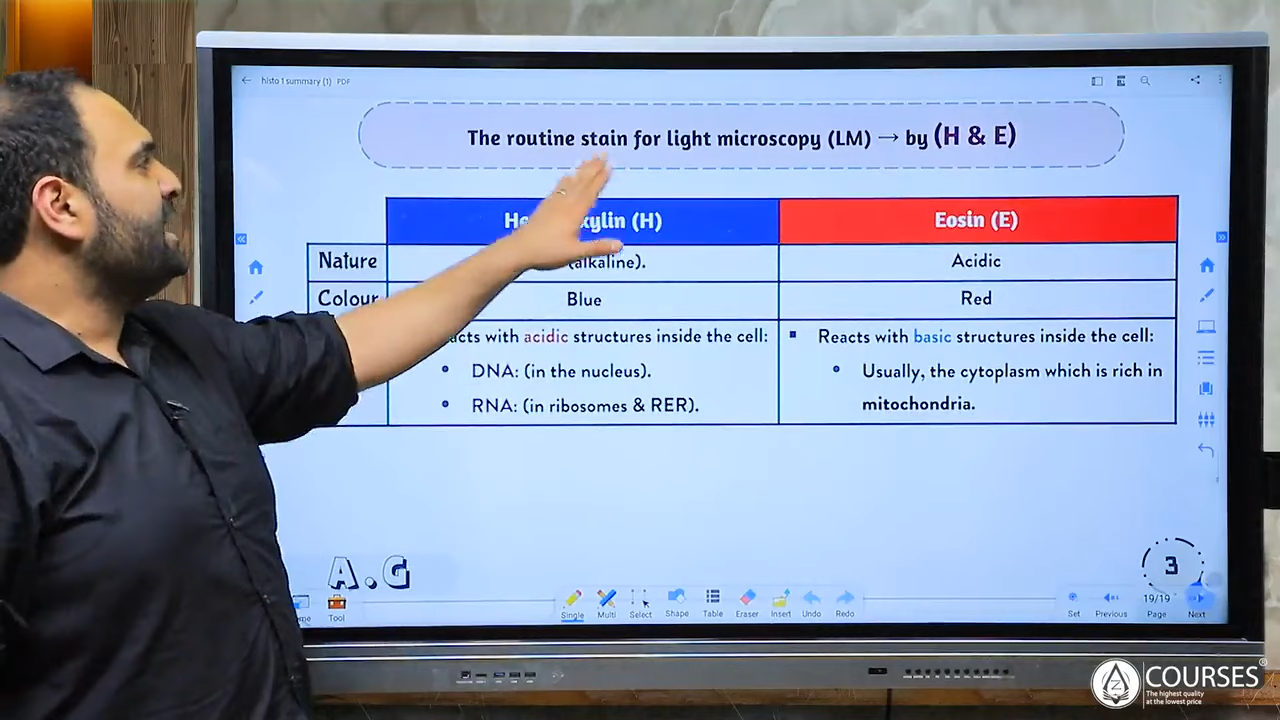 histo 1 summary (1) PDF
The routine stain for light microscopy (LM) → by (H & E)
xylin (H)
Eosin (E)
Nature
(alkaline).
Acidic
Colour
Blue
Red
acts with acidic structures inside the cell:
• DNA: (in the nucleus).
• RNA: (in ribosomes & RER).
▪ Reacts with basic structures inside the cell:
• Usually, the cytoplasm which is rich in
mitochondria.
A.G
3
Tool
Single
Multi
Select
Shape
Table
Eraser
Insert
Undo
Redo
Set
Previous
19/19
Page
Next
COURSES®
The highest quality
at the lowest price